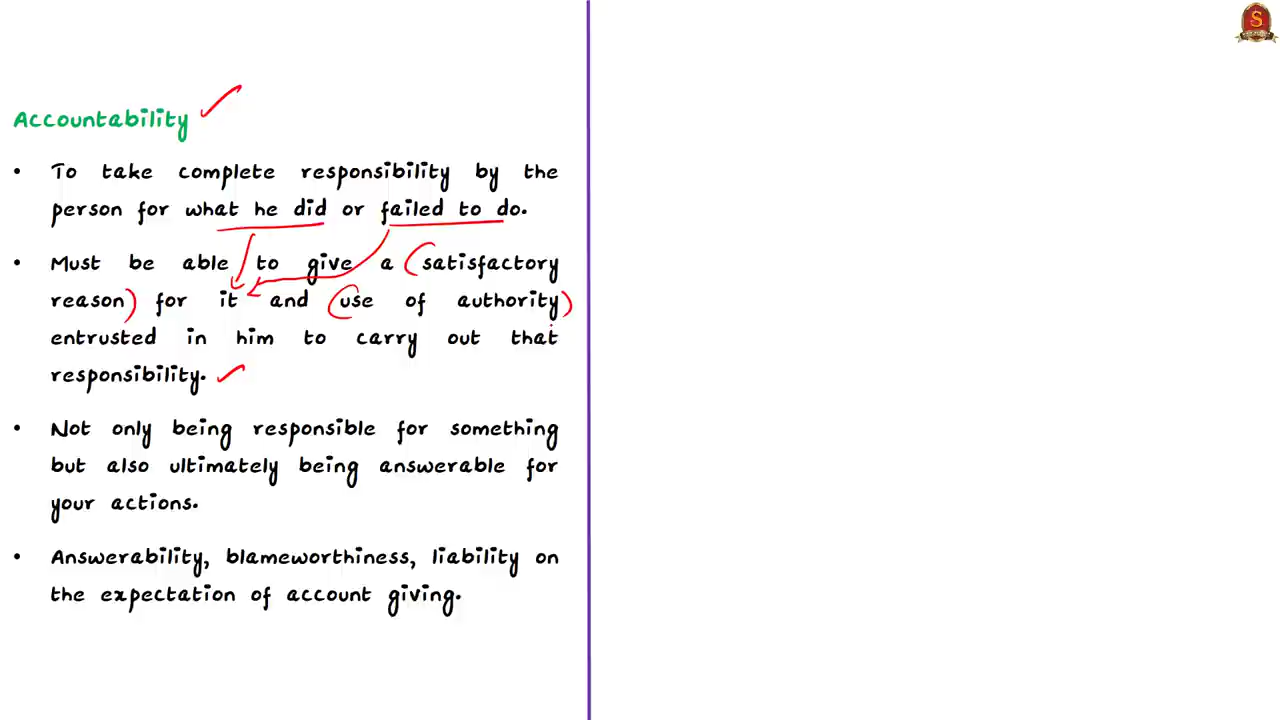 Accountability
• To take complete responsibility by the
person for what he did or failed to do.
• Must be able to give a satisfactory
reason for it and use of authority
entrusted in him to carry out that
responsibility.
• Not only being responsible for something
but also ultimately being answerable for
your actions.
• Answerability, blameworthiness, liability on
the expectation of account giving.
S